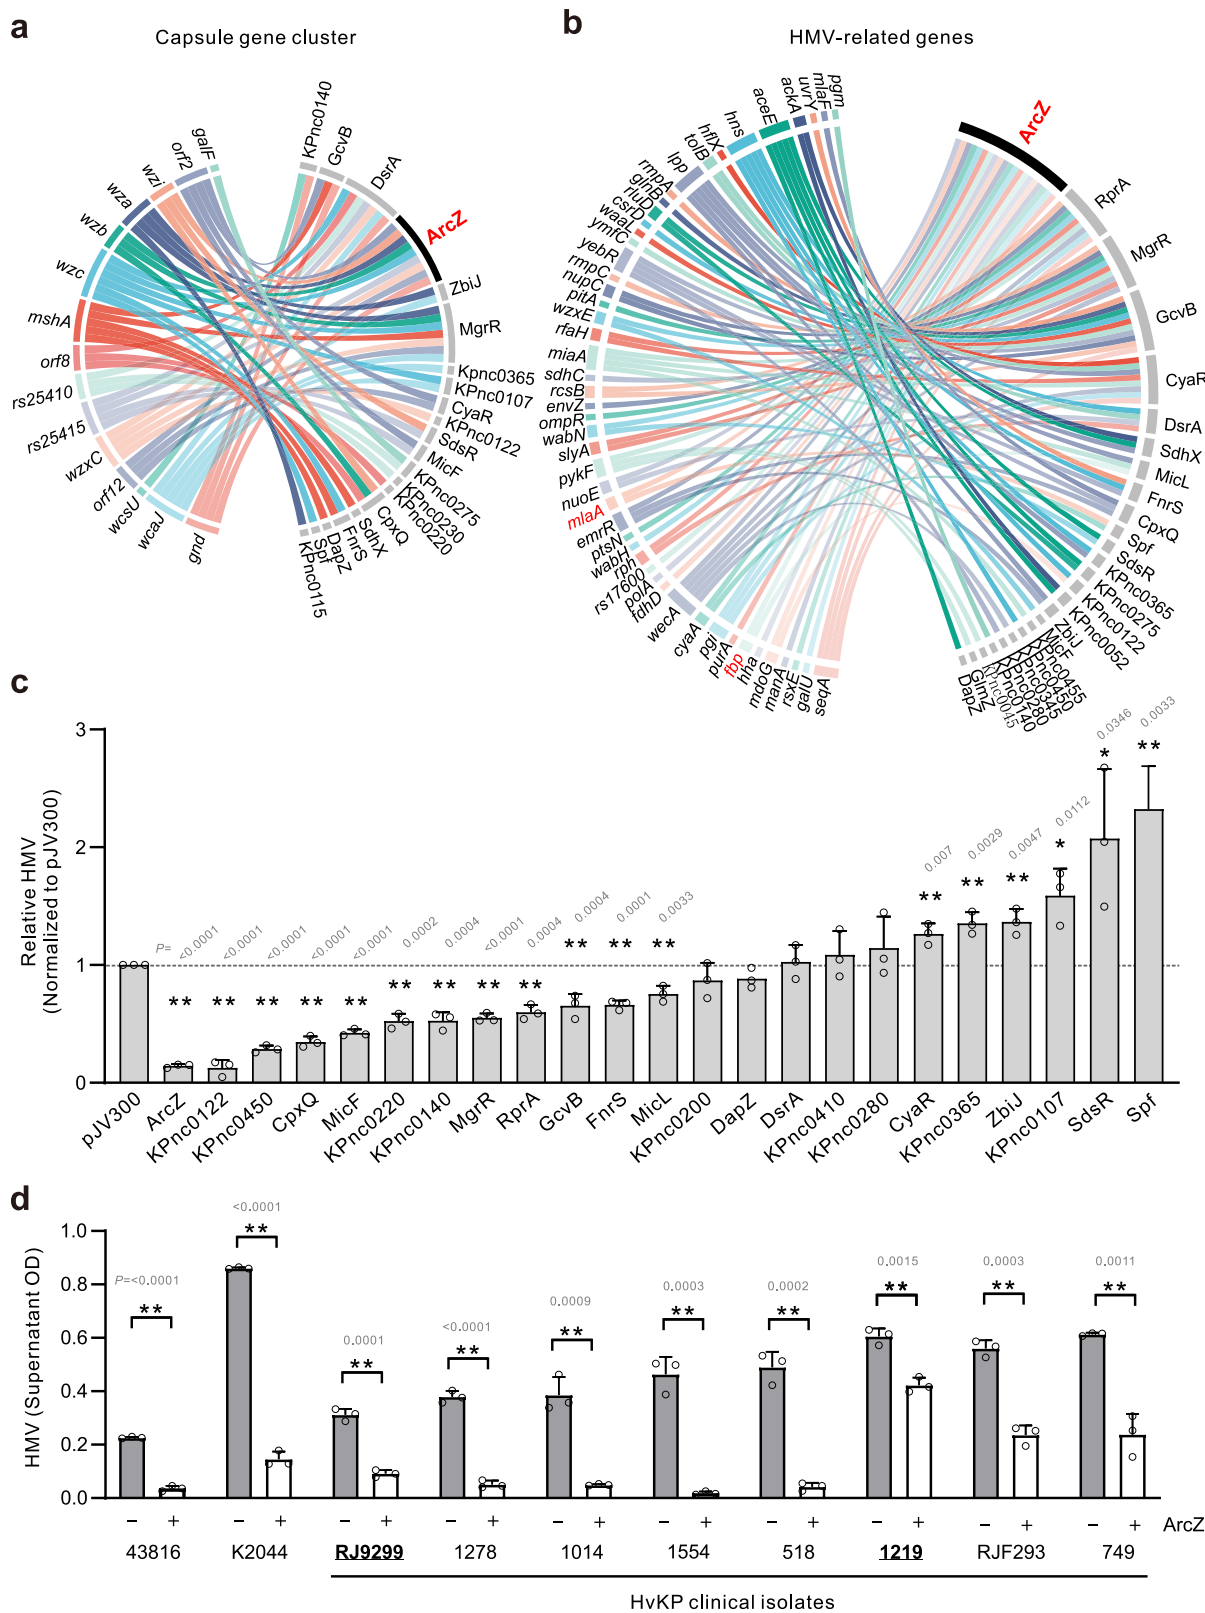 a
Capsule gene cluster
galF
orf2
wzi
wza
wzb
wzc
mshA
orf8
rs25410
rs25415
wzxC
orf12
wcsU
wcaJ
gnd
KPnc0140
GcvB
DsrA
ArcZ
ZbiJ
MgrR
Kpnc0365
KPnc0107
CyaR
KPnc0122
SdsR
MicF
KPnc0275
KPnc0230
KPnc0220
CpxQ
SdhX
FnrS
DapZ
Spf
KPnc0115
b
HMV-related genes
pgm
mlaF
uvrY
ackA
aceE
hns
hflX
tolB
lpp
rmpA
glnB
rluD
csrD
waaL
ymfC
yebR
rmpC
nupC
pitA
wzxE
rfaH
miaA
sdhC
rcsB
envZ
ompR
wabN
slyA
pykF
nuoE
mlaA
emrR
ptsN
wabH
rph
rs17600
polA
fdhD
wecA
cyaA
pgi
purA
fbp
hha
mdoG
manA
rsxE
galU
seqA
ArcZ
RprA
MgrR
GcvB
CyaR
DsrA
SdhX
MicL
FnrS
CpxQ
Spf
SdsR
KPnc0365
KPnc0275
KPnc0122
KPnc0052
ZbiJ
MicF
KPnc0455
KPnc0450
KPnc0345
KPnc0280
KPnc0140
KPnc0045
GlmZ
DapZ
c
Relative HMV
(Normalized to pJV300)
3
2
1
0
P=
<0.0001
<0.0001
<0.0001
<0.0001
<0.0001
0.0002
0.0004
<0.0001
0.0004
0.0004
0.0001
0.0033
0.007
0.0029
0.0047
0.0112
0.0346
0.0033
** ** ** ** ** ** ** ** ** ** ** ** ** ** ** * * **
pJV300
ArcZ
KPnc0122
KPnc0450
CpxQ
MicF
KPnc0220
KPnc0140
MgrR
RprA
GcvB
FnrS
MicL
KPnc0200
DapZ
DsrA
KPnc0410
KPnc0280
CyaR
KPnc0365
ZbiJ
KPnc0107
SdsR
Spf
d
HMV (Supernatant OD)
1.0
0.8
0.6
0.4
0.2
0.0
P=<0.0001
<0.0001
0.0001
<0.0001
0.0009
0.0003
0.0002
0.0015
0.0003
0.0011
** ** ** ** ** ** ** ** ** **
− + − + − + − + − + − + − + − + − + − + ArcZ
43816 K2044 RJ9299 1278 1014 1554 518 1219 RJF293 749
HvKP clinical isolates